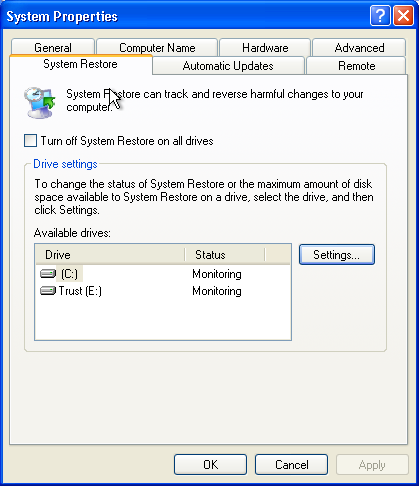 System Properties
General Computer Name Hardware Advanced
System Restore Automatic Updates Remote
System Restore can track and reverse harmful changes to your
computer.
Turn off System Restore on all drives
Drive settings
To change the status of System Restore or the maximum amount of disk
space available to System Restore on a drive, select the drive, and then
click Settings.
Available drives:
Drive Status
(C:) Monitoring Settings...
Trust (E:) Monitoring
OK Cancel Apply